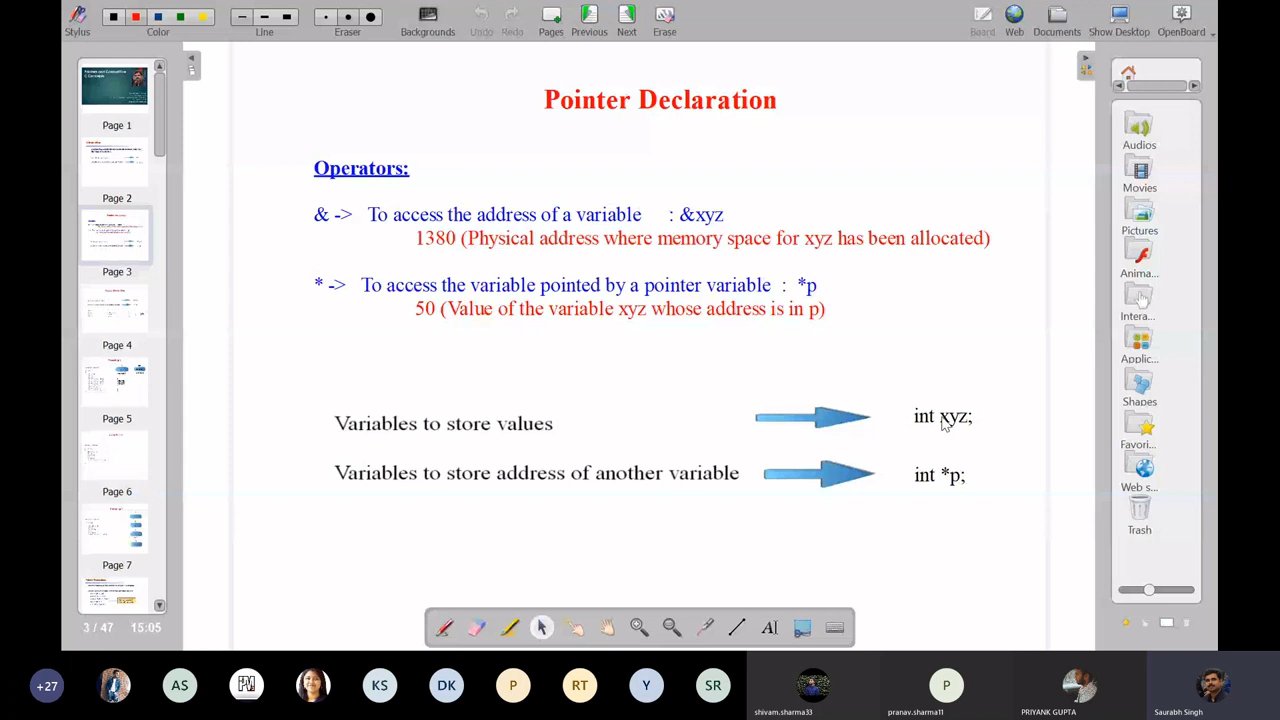 Stylus
Color
Line
Eraser
Backgrounds
Undo
Redo
Pages
Previous
Next
Erase
Board
Web
Documents
Show Desktop
OpenBoard
Page 1
Page 2
Page 3
Page 4
Page 5
Page 6
Page 7
3 / 47 15:05
Pointer Declaration
Operators:
& -> To access the address of a variable : &xyz
1380 (Physical address where memory space for xyz has been allocated)
* -> To access the variable pointed by a pointer variable : *p
50 (Value of the variable xyz whose address is in p)
Variables to store values int xyz;
Variables to store address of another variable int *p;
Audios
Movies
Pictures
Anima...
Intera...
Applic...
Shapes
Favori...
Web s...
Trash
+27
AS
KS
DK
P
RT
Y
SR
P
shivam.sharma33
pranav.sharma11
PRIYANK GUPTA
Saurabh Singh